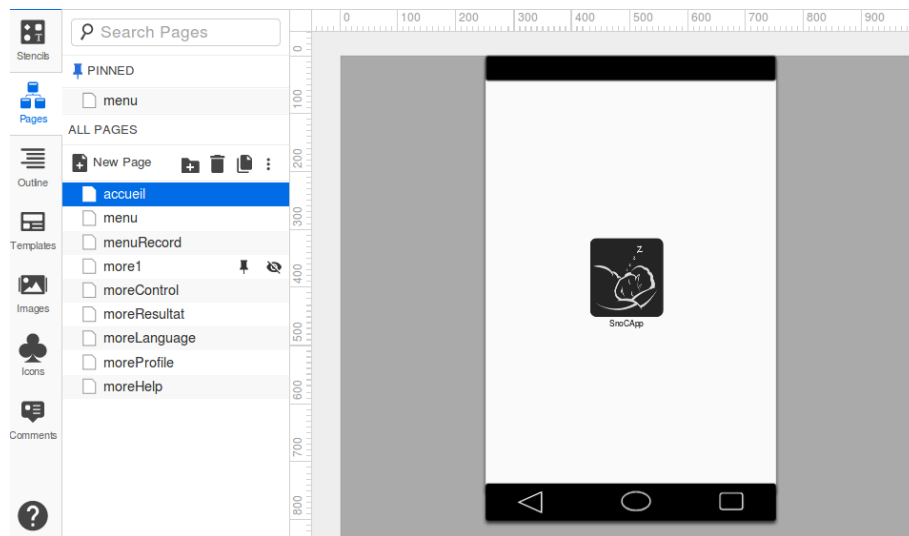 Stencils
Pages
Outline
Templates
Images
Icons
Comments
?
Search Pages
PINNED
menu
ALL PAGES
New Page
accueil
menu
menuRecord
more1
moreControl
moreResultat
moreLanguage
moreProfile
moreHelp
0 100 200 300 400 500 600 700 800 900
0
100
200
300
400
500
600
700
800
z
SnoCApp